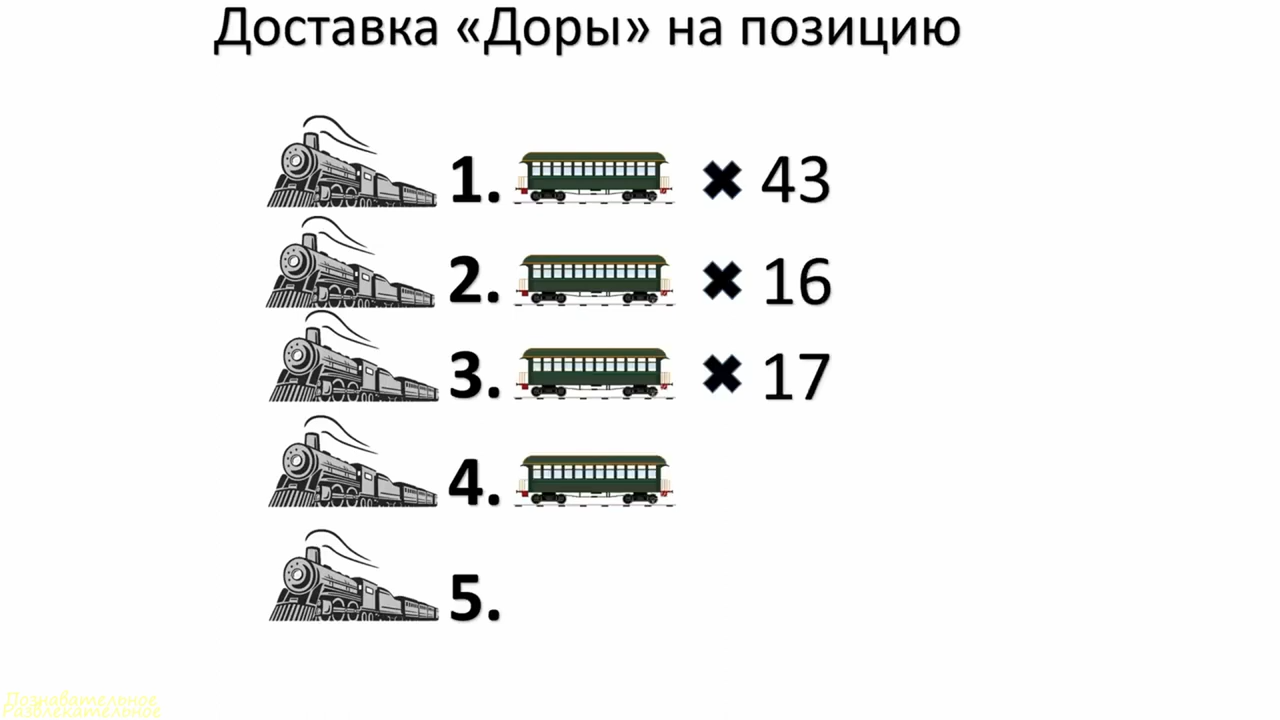 Доставка «Доры» на позицию
1. ✖ 43
2. ✖ 16
3. ✖ 17
4.
5.
Познавательное
Развлекательное